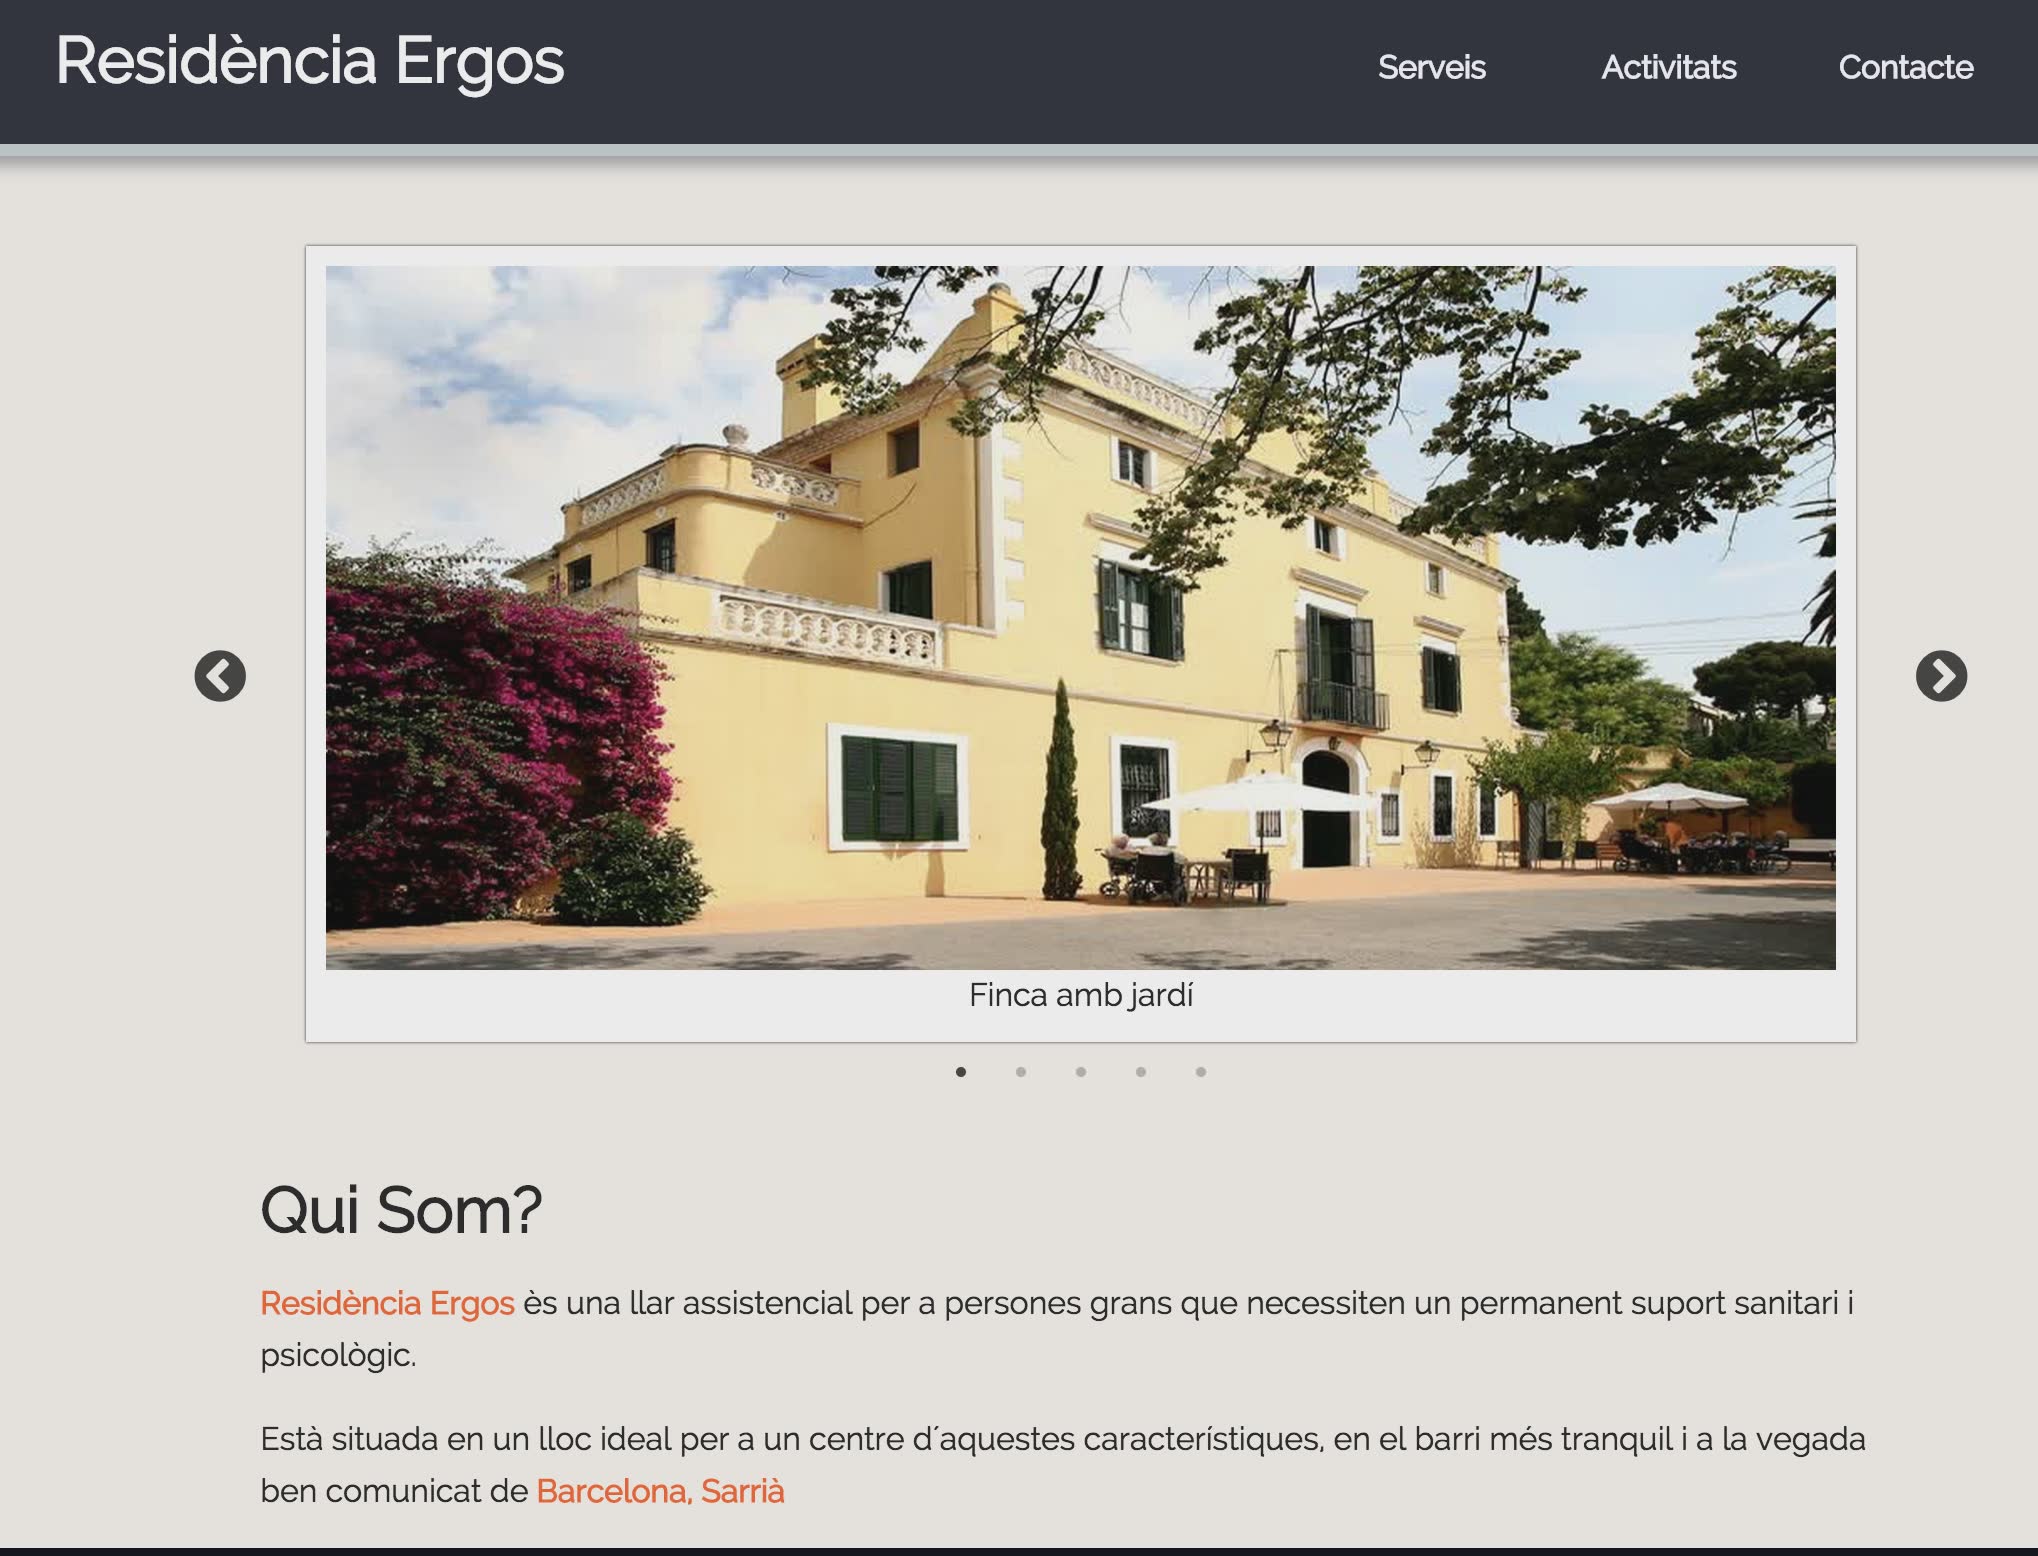 Residència Ergos
Serveis
Activitats
Contacte
Finca amb jardí
Qui Som?
Residència Ergos ès una llar assistencial per a persones grans que necessiten un permanent suport sanitari i
psicològic.
Està situada en un lloc ideal per a un centre d´aquestes característiques, en el barri més tranquil i a la vegada
ben comunicat de Barcelona, Sarrià